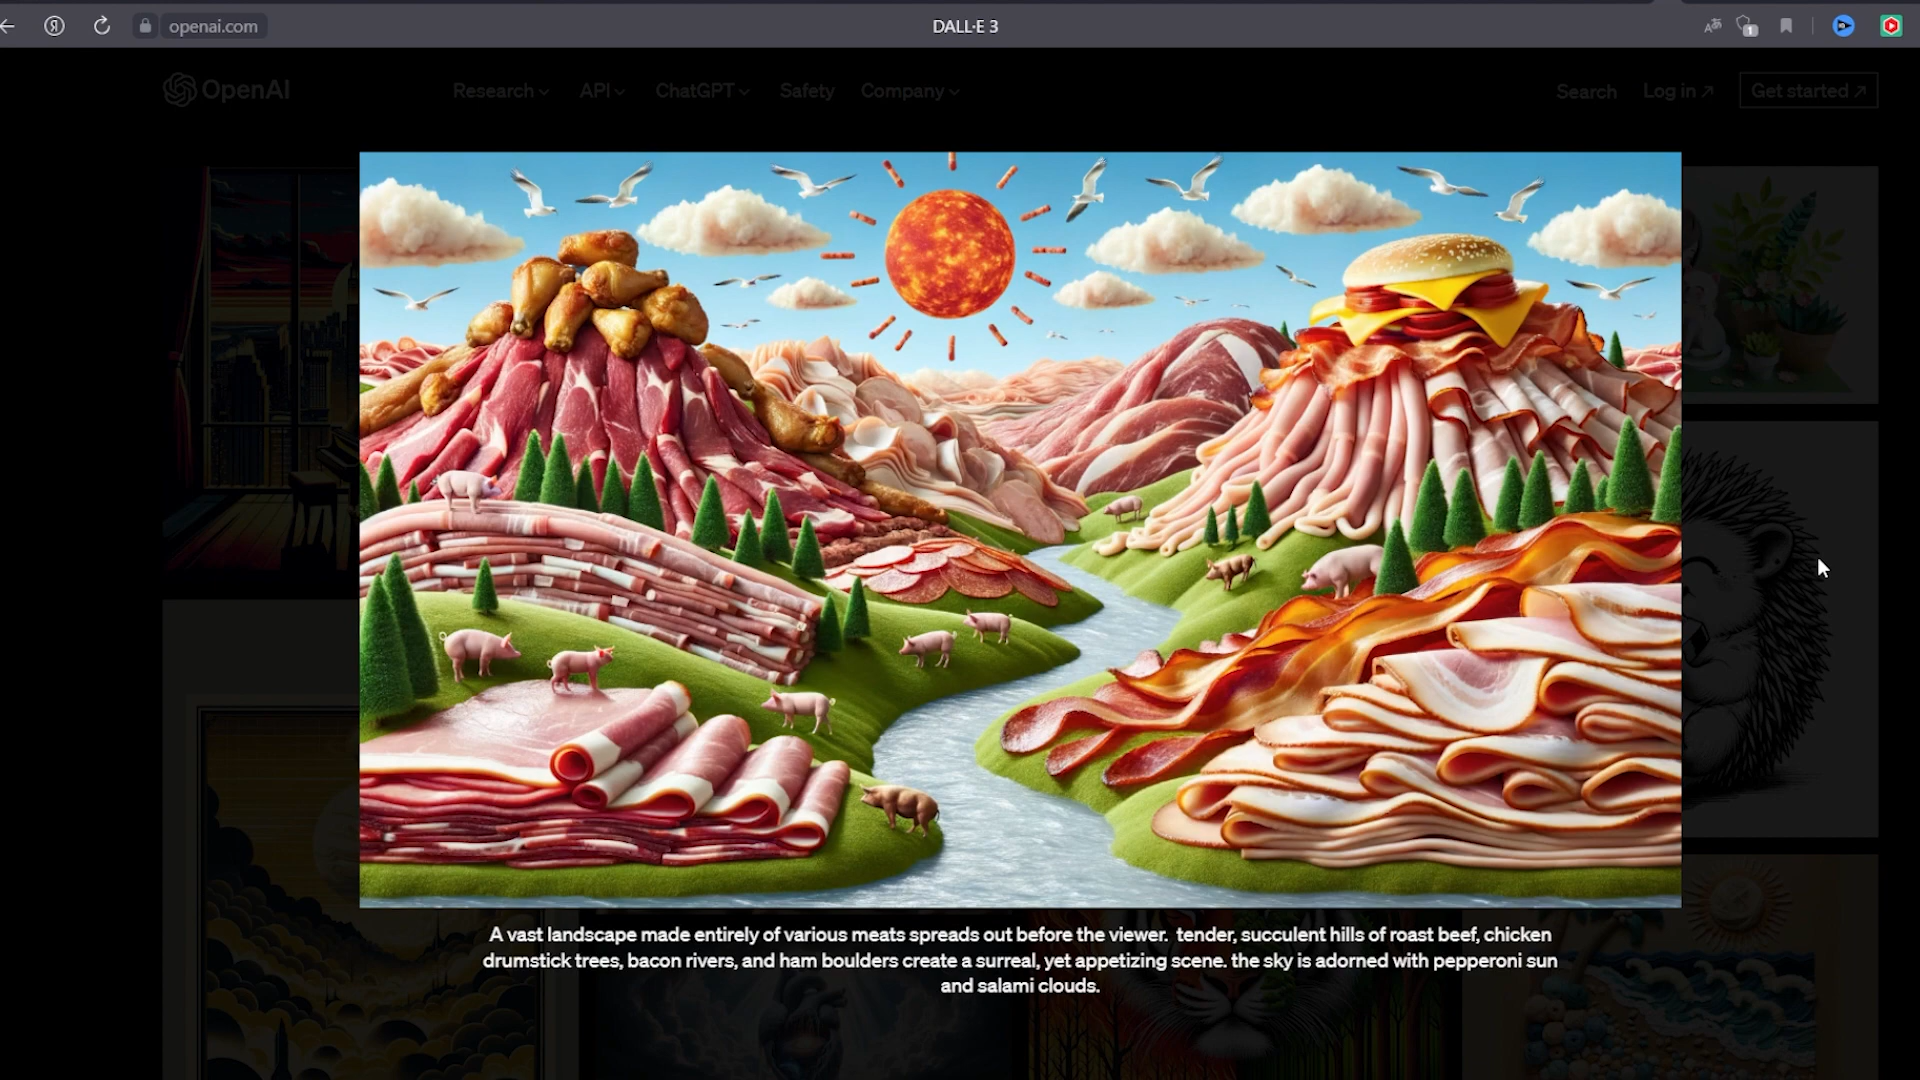 openai.com
DALL·E 3
1
OpenAI
Research
API
ChatGPT
Safety
Company
Search
Log in
Get started
A vast landscape made entirely of various meats spreads out before the viewer. tender, succulent hills of roast beef, chicken
drumstick trees, bacon rivers, and ham boulders create a surreal, yet appetizing scene. the sky is adorned with pepperoni sun
and salami clouds.